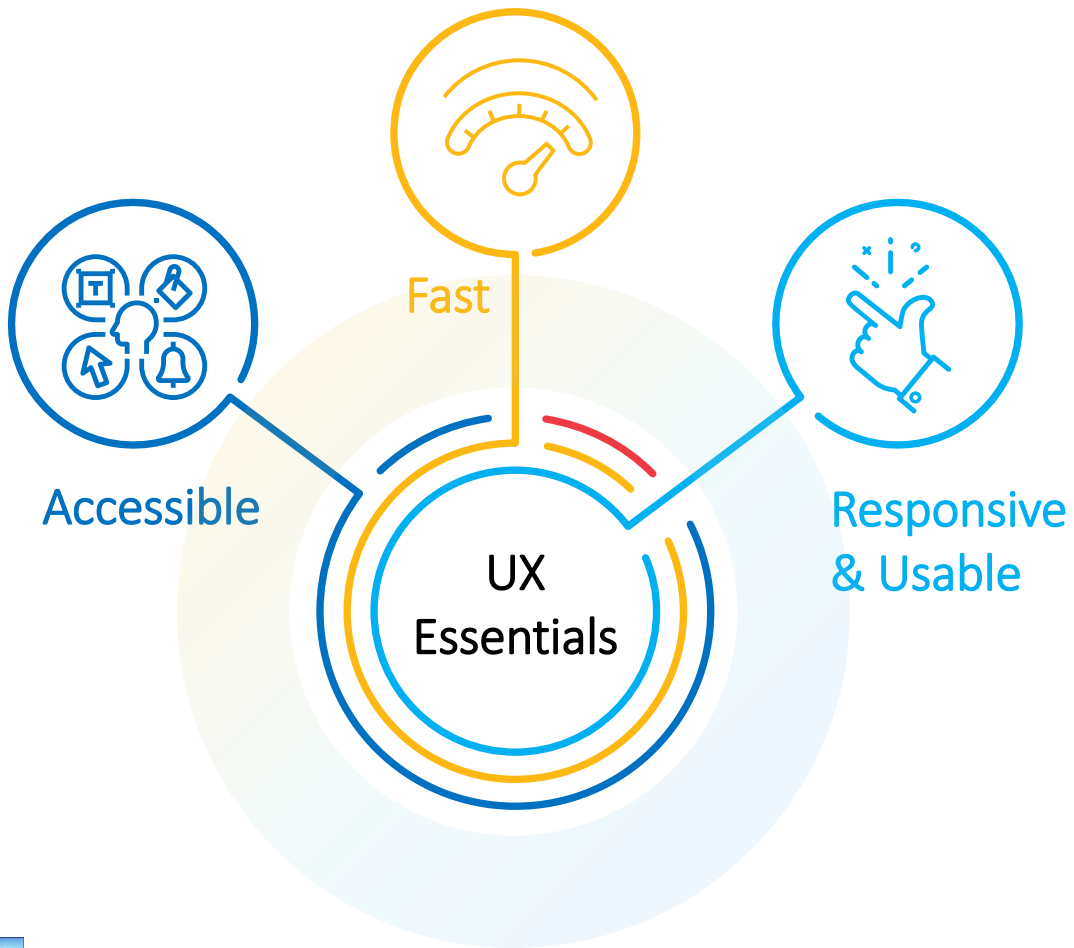 Fast
Accessible
Responsive
& Usable
UX
Essentials
T